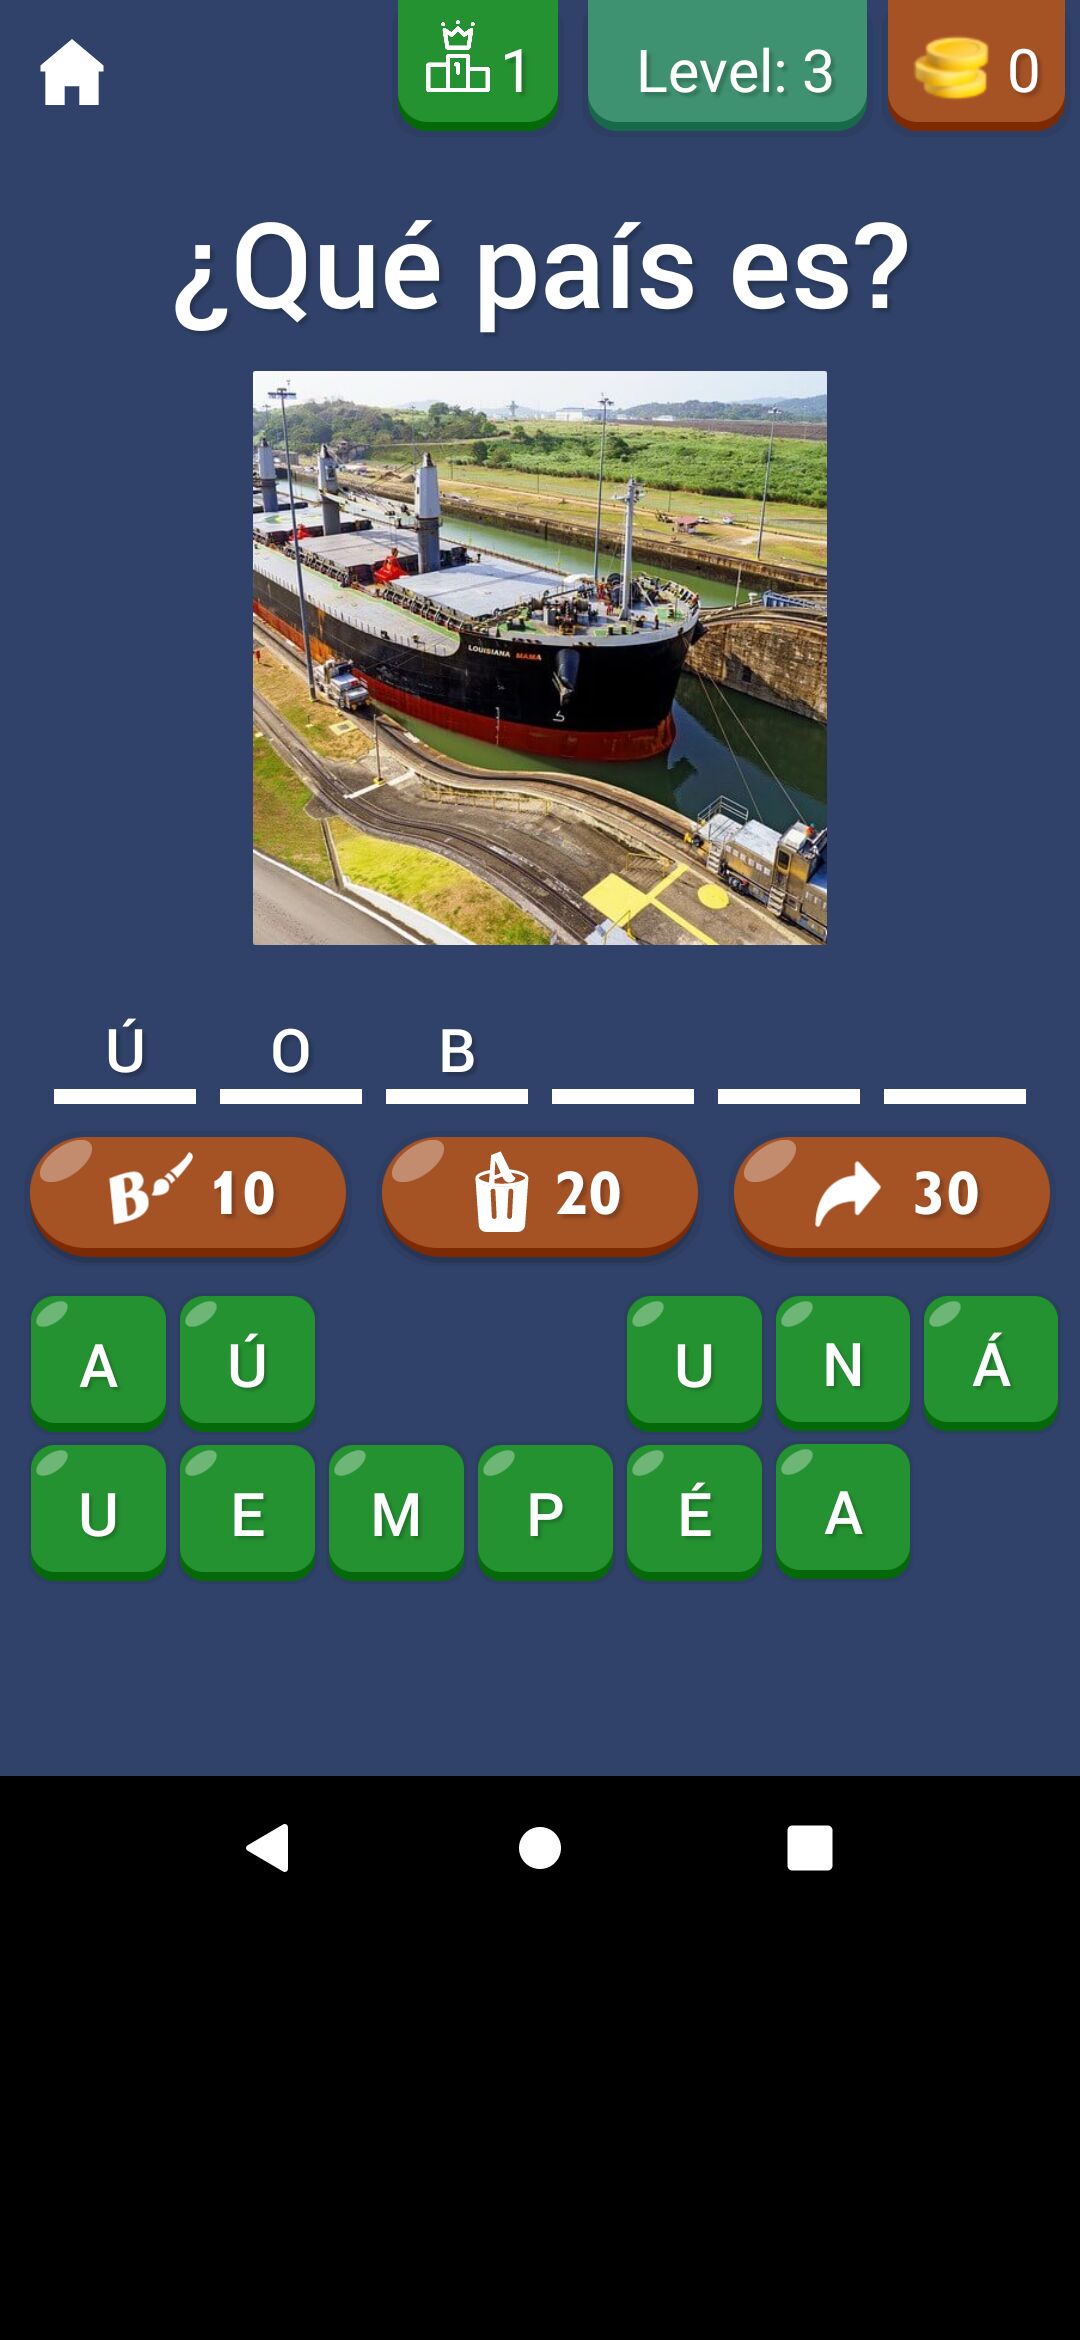 1 Level: 3 0
¿Qué país es?
LOUISIANA MAMA
Ú O B
B 10 20 30
A Ú U N Á
U E M P É A